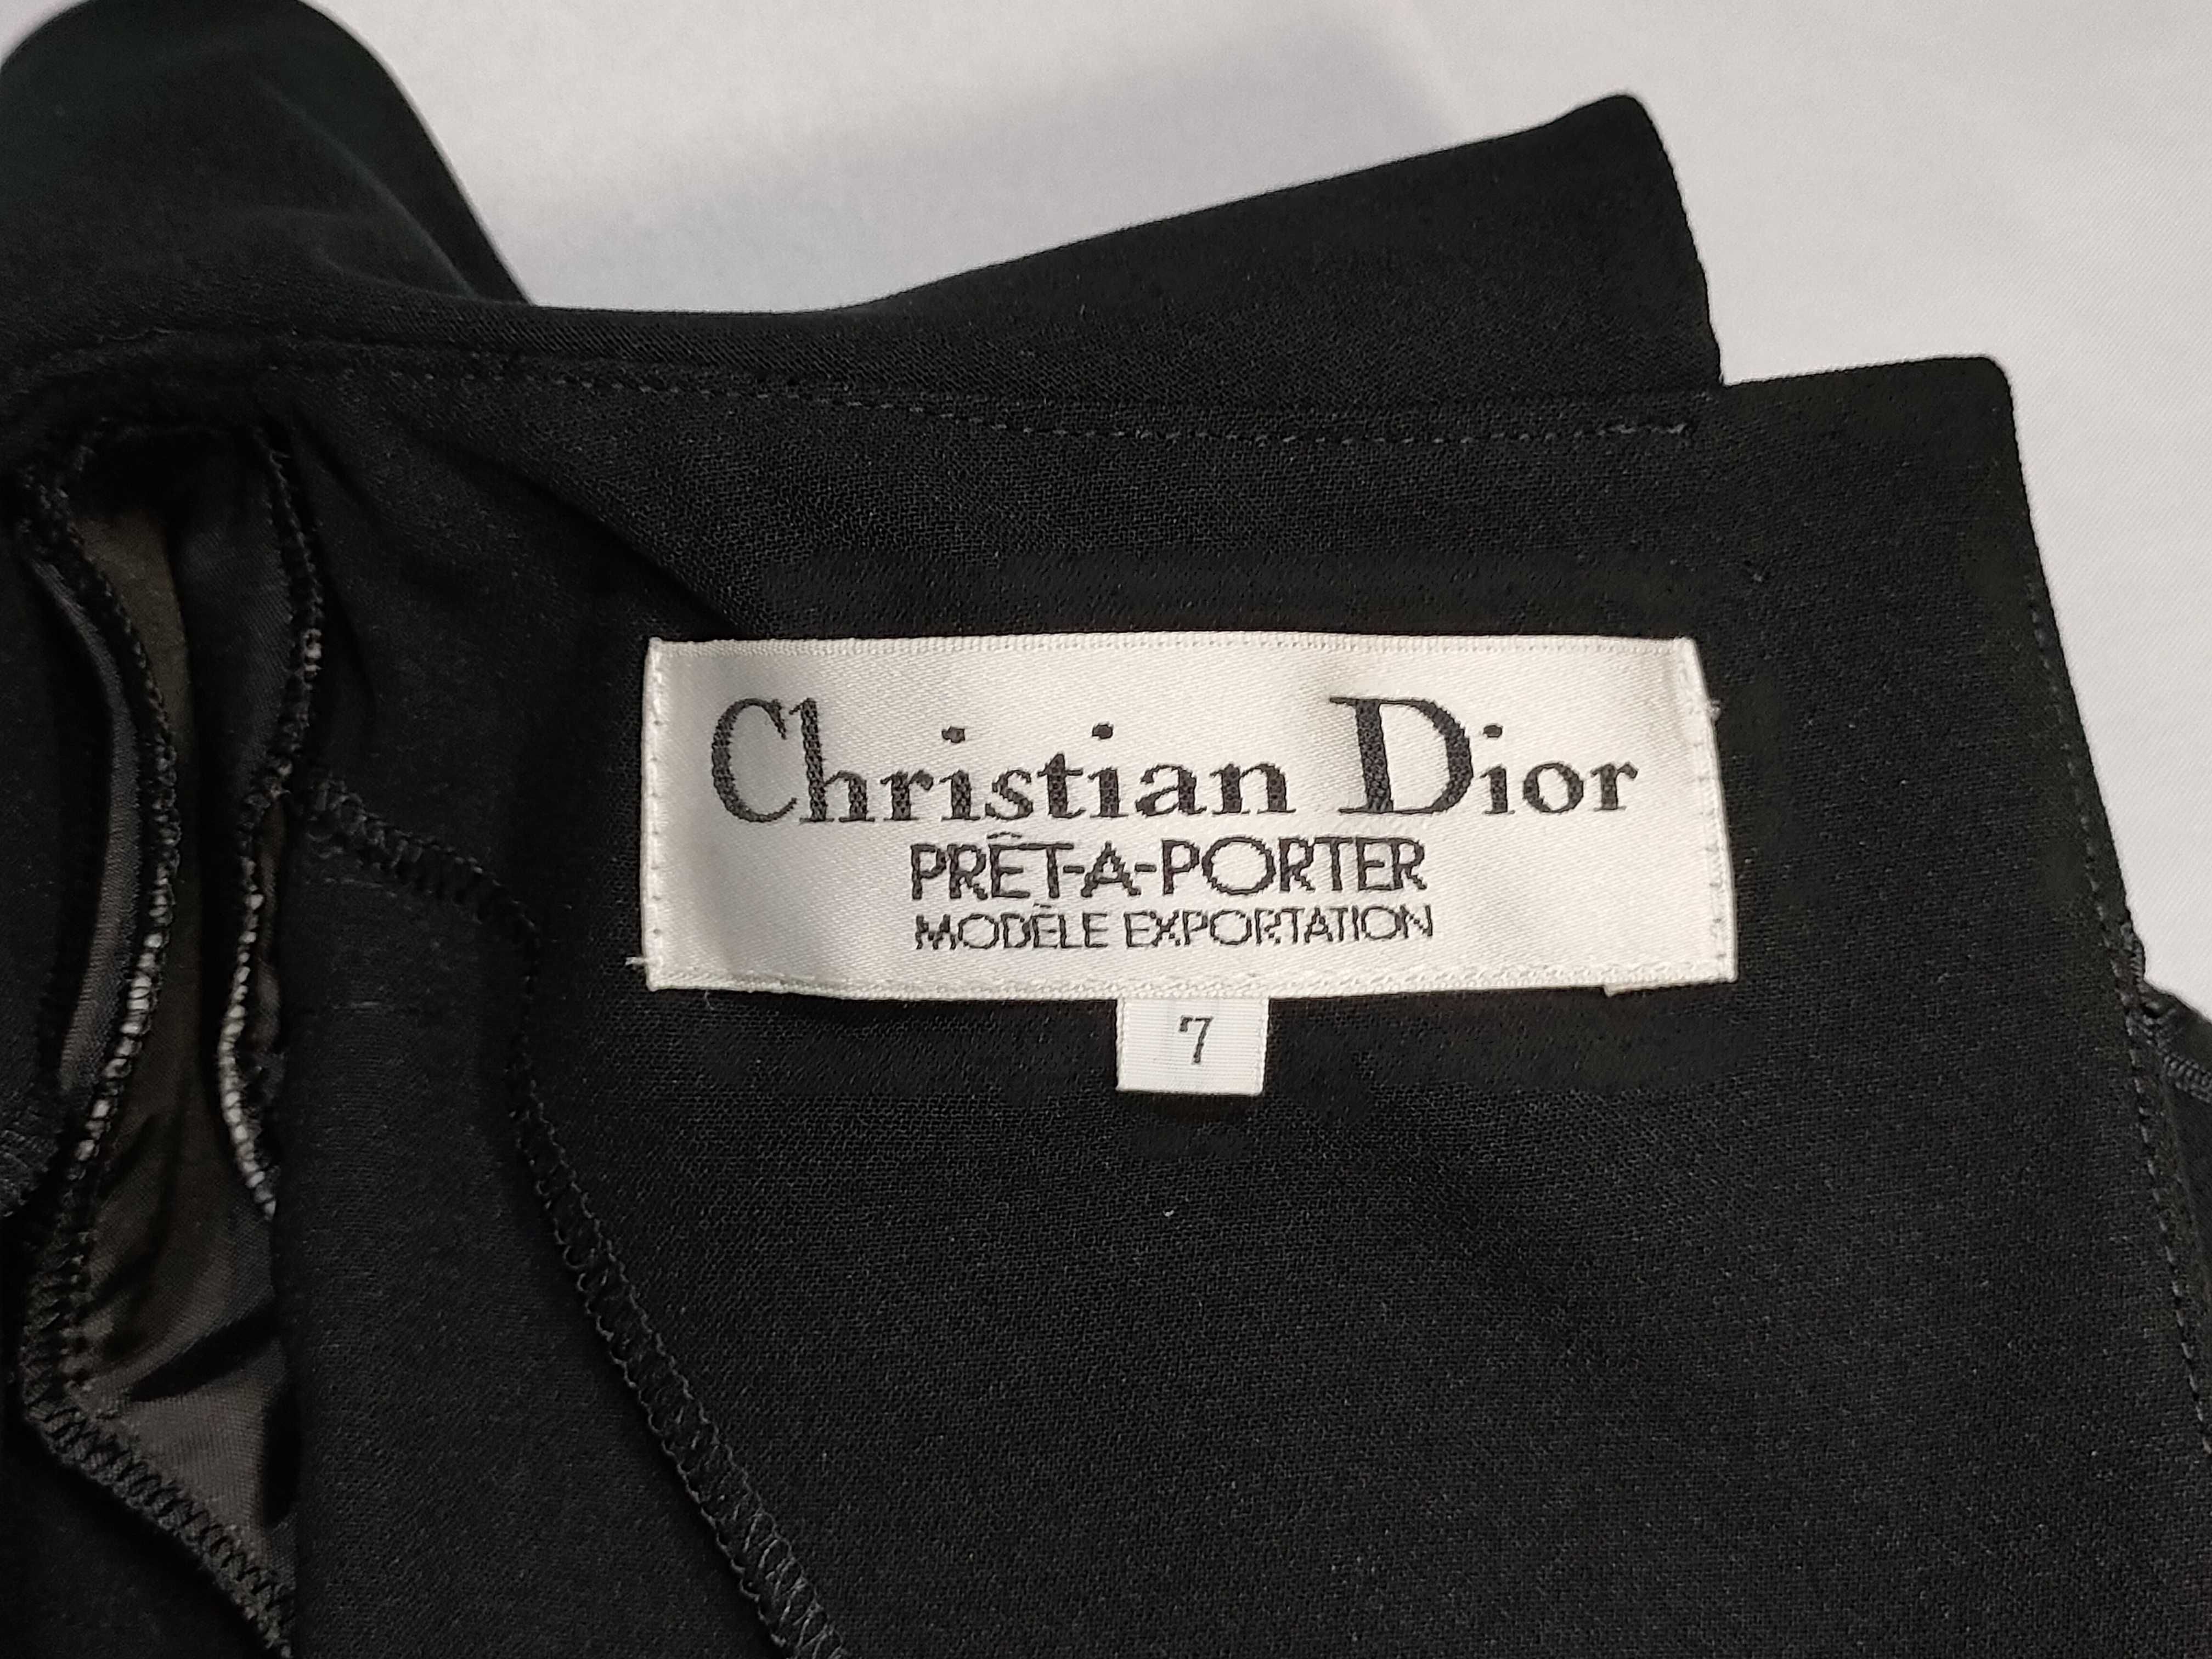 Christian Dior
PRÊT-A-PORTER
MODÈLE EXPORTATION
7